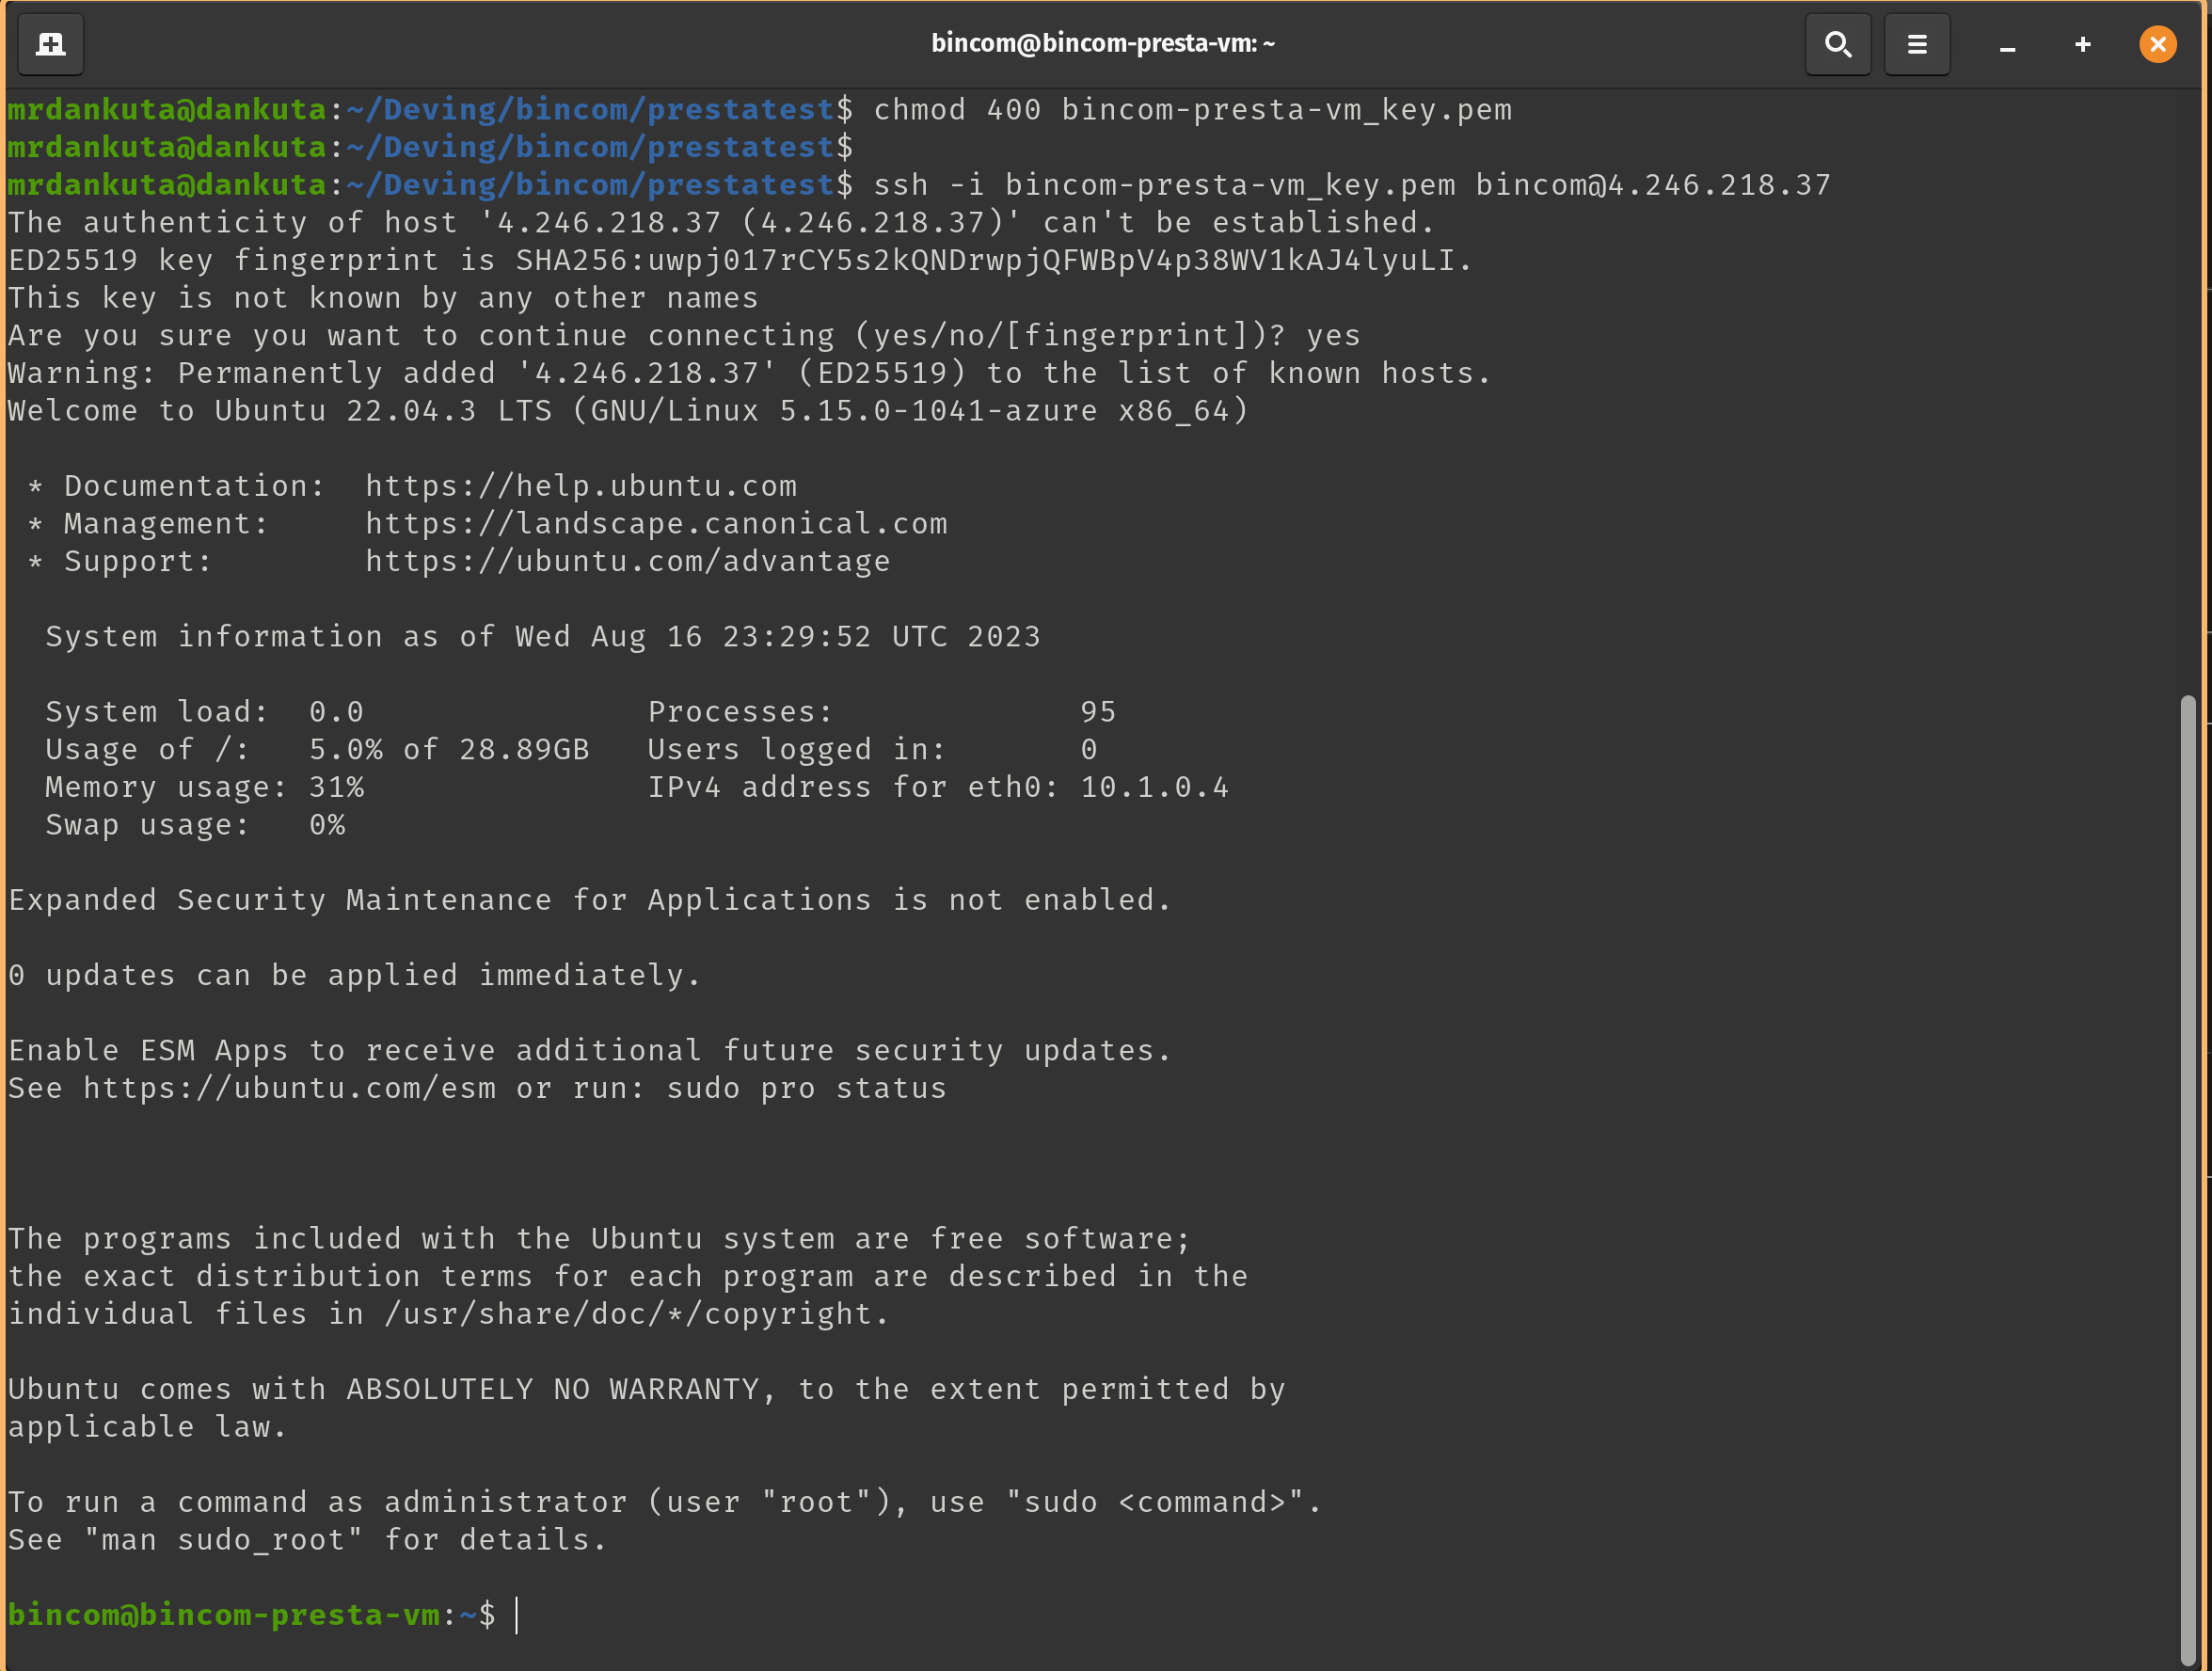 bincom@bincom-presta-vm: ~
mrdankuta@dankuta:~/Deving/bincom/prestatest$ chmod 400 bincom-presta-vm_key.pem
mrdankuta@dankuta:~/Deving/bincom/prestatest$
mrdankuta@dankuta:~/Deving/bincom/prestatest$ ssh -i bincom-presta-vm_key.pem bincom@4.246.218.37
The authenticity of host '4.246.218.37 (4.246.218.37)' can't be established.
ED25519 key fingerprint is SHA256:uwpj017rCY5s2kQNDrwpjQFWBpV4p38WV1kAJ4lyuLI.
This key is not known by any other names
Are you sure you want to continue connecting (yes/no/[fingerprint])? yes
Warning: Permanently added '4.246.218.37' (ED25519) to the list of known hosts.
Welcome to Ubuntu 22.04.3 LTS (GNU/Linux 5.15.0-1041-azure x86_64)
* Documentation:  https://help.ubuntu.com
* Management:     https://landscape.canonical.com
* Support:        https://ubuntu.com/advantage
System information as of Wed Aug 16 23:29:52 UTC 2023
System load:  0.0               Processes:             95
Usage of /:   5.0% of 28.89GB   Users logged in:       0
Memory usage: 31%               IPv4 address for eth0: 10.1.0.4
Swap usage:   0%
Expanded Security Maintenance for Applications is not enabled.
0 updates can be applied immediately.
Enable ESM Apps to receive additional future security updates.
See https://ubuntu.com/esm or run: sudo pro status
The programs included with the Ubuntu system are free software;
the exact distribution terms for each program are described in the
individual files in /usr/share/doc/*/copyright.
Ubuntu comes with ABSOLUTELY NO WARRANTY, to the extent permitted by
applicable law.
To run a command as administrator (user "root"), use "sudo <command>".
See "man sudo_root" for details.
bincom@bincom-presta-vm:~$